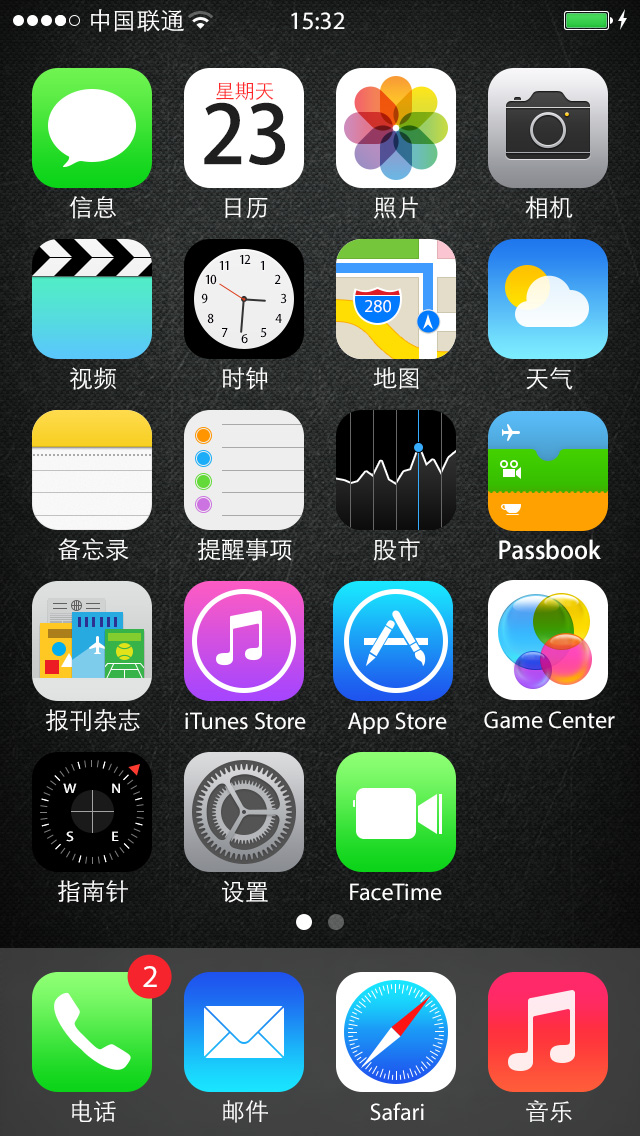 中国联通 15:32
星期天
23
信息 日历 照片 相机
12
11 1
10 2
9 3
8 4
7 5
6
280
视频 时钟 地图 天气
备忘录 提醒事项 股市 Passbook
报刊杂志 iTunes Store App Store Game Center
W N
S E
指南针 设置 FaceTime
2
电话 邮件 Safari 音乐